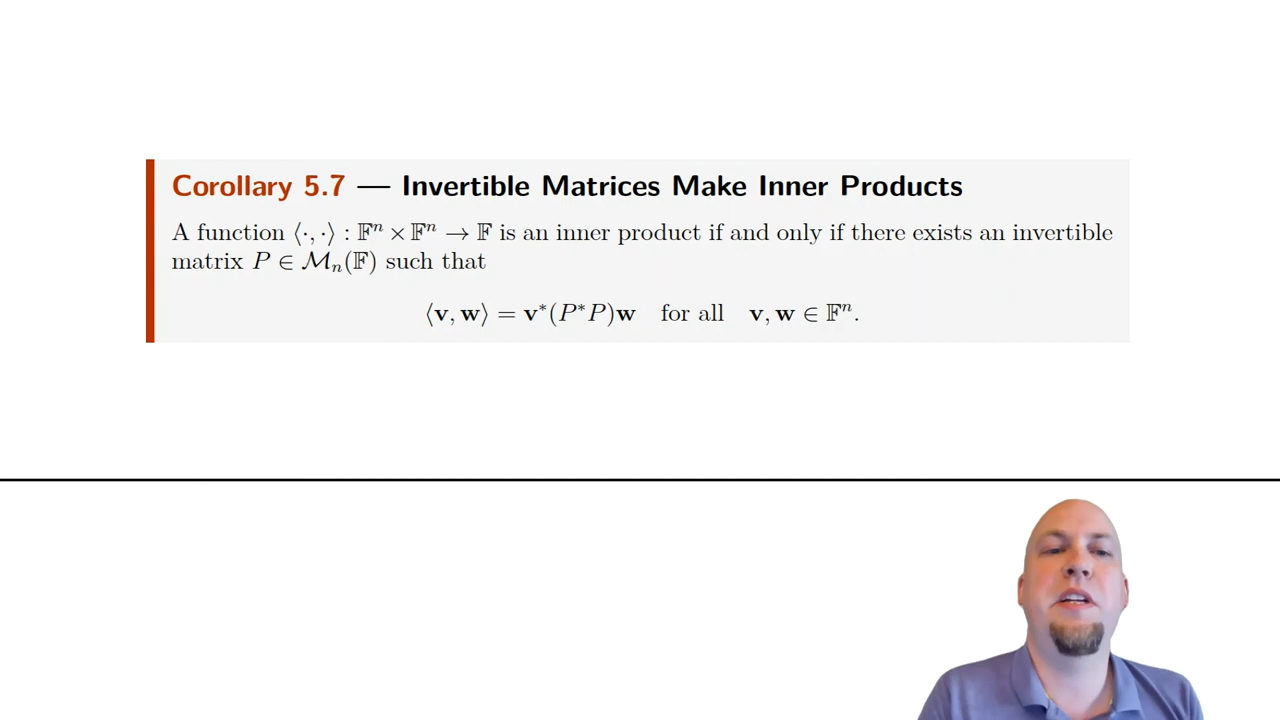 Corollary 5.7 — Invertible Matrices Make Inner Products
A function ⟨·, ·⟩ : 𝔽ⁿ × 𝔽ⁿ → 𝔽 is an inner product if and only if there exists an invertible
matrix P ∈ ℳₙ(𝔽) such that
⟨v, w⟩ = v*(P*P)w for all v, w ∈ 𝔽ⁿ.